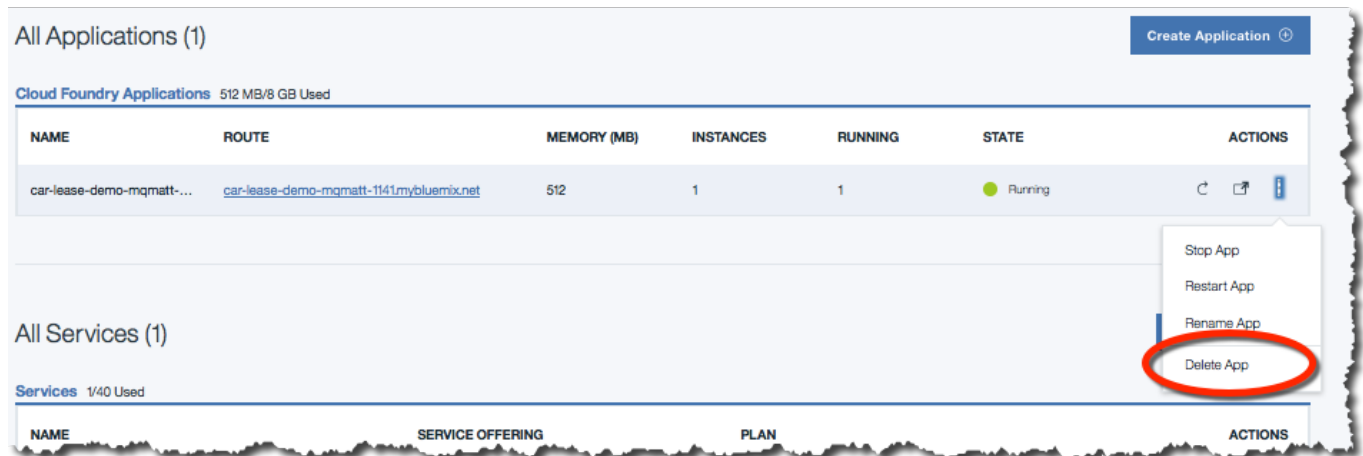 All Applications (1)
Create Application
Cloud Foundry Applications 512 MB/8 GB Used
NAME ROUTE MEMORY (MB) INSTANCES RUNNING STATE ACTIONS
car-lease-demo-mqmatt-... car-lease-demo-mqmatt-1141.mybluemix.net 512 1 1 Running
Stop App
Restart App
Rename App
Delete App
All Services (1)
Services 1/40 Used
NAME SERVICE OFFERING PLAN ACTIONS